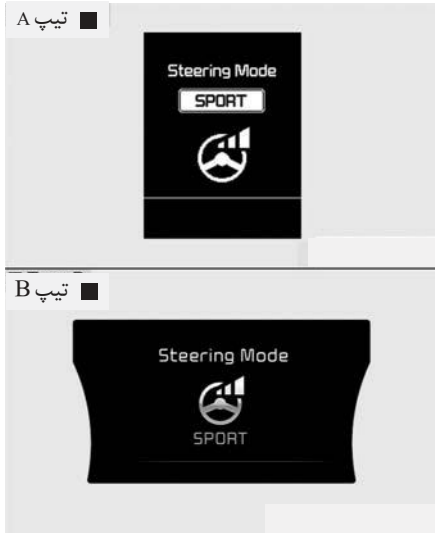 ■ تیپ A
Steering Mode
SPORT
■ تیپ B
Steering Mode
SPORT